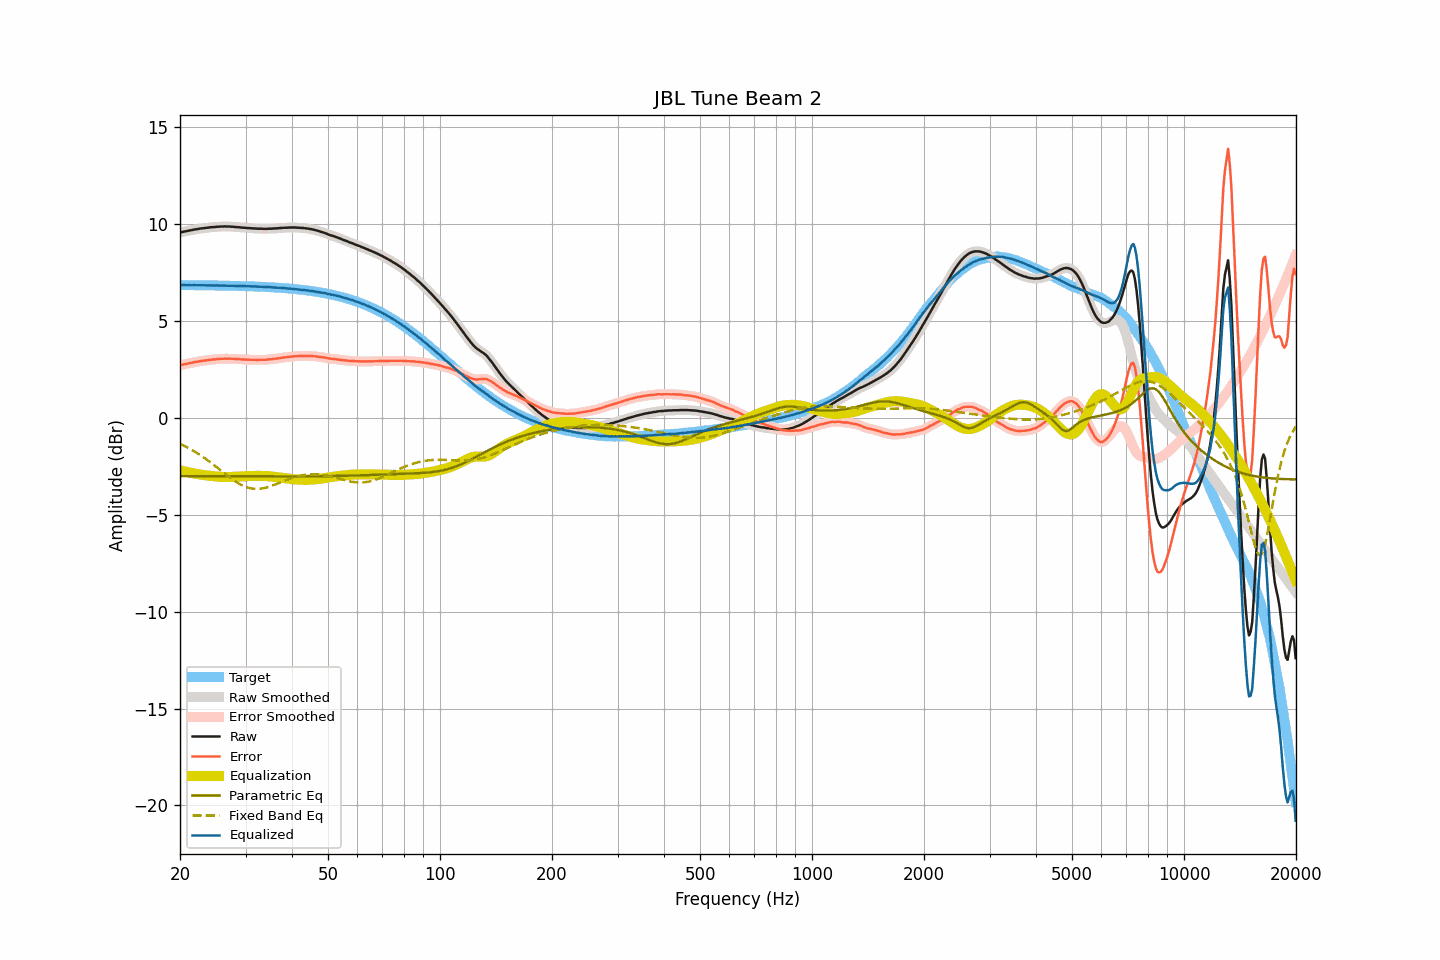 JBL Tune Beam 2
15
10
5
0
−5
−10
−15
−20
Amplitude (dBr)
Target
Raw Smoothed
Error Smoothed
Raw
Error
Equalization
Parametric Eq
Fixed Band Eq
Equalized
20 50 100 200 500 1000 2000 5000 10000 20000
Frequency (Hz)